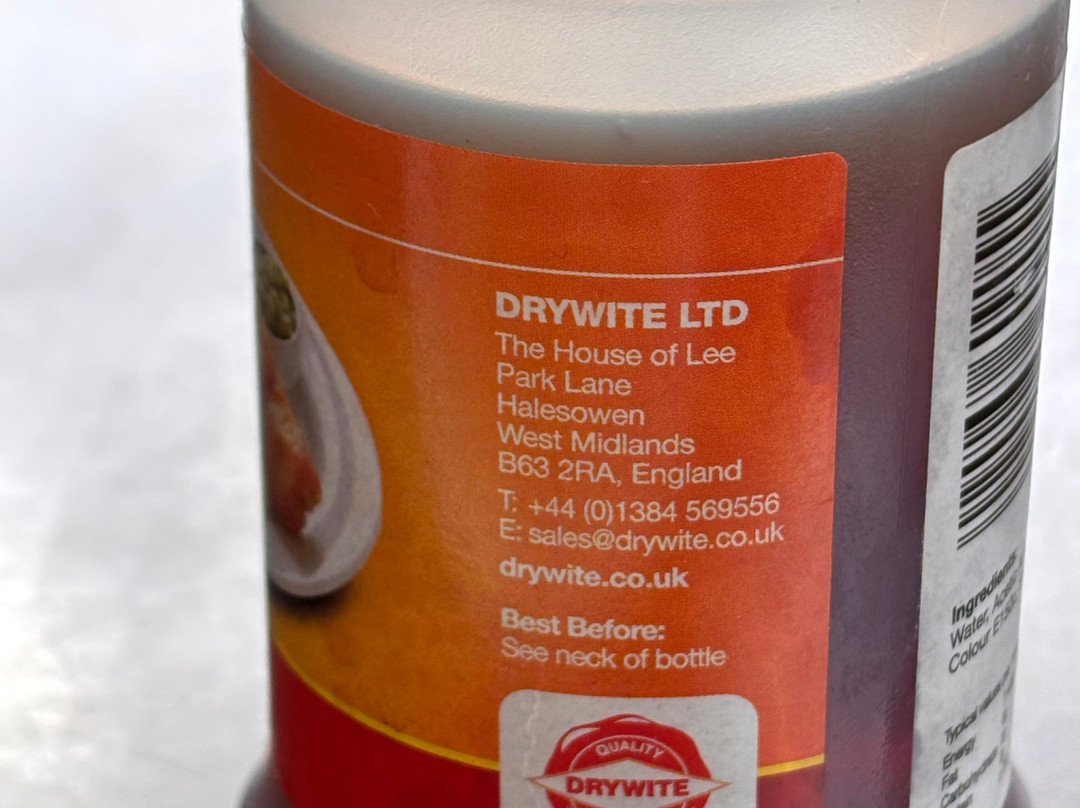 DRYWITE LTD
The House of Lee
Park Lane
Halesowen
West Midlands
B63 2RA, England
T: +44 (0)1384 569556
E: sales@drywite.co.uk
drywite.co.uk
Best Before:
See neck of bottle
QUALITY
DRYWITE
Ingredients
Water,
Colour
Typical values
Energy
Fat
Carbohydrate